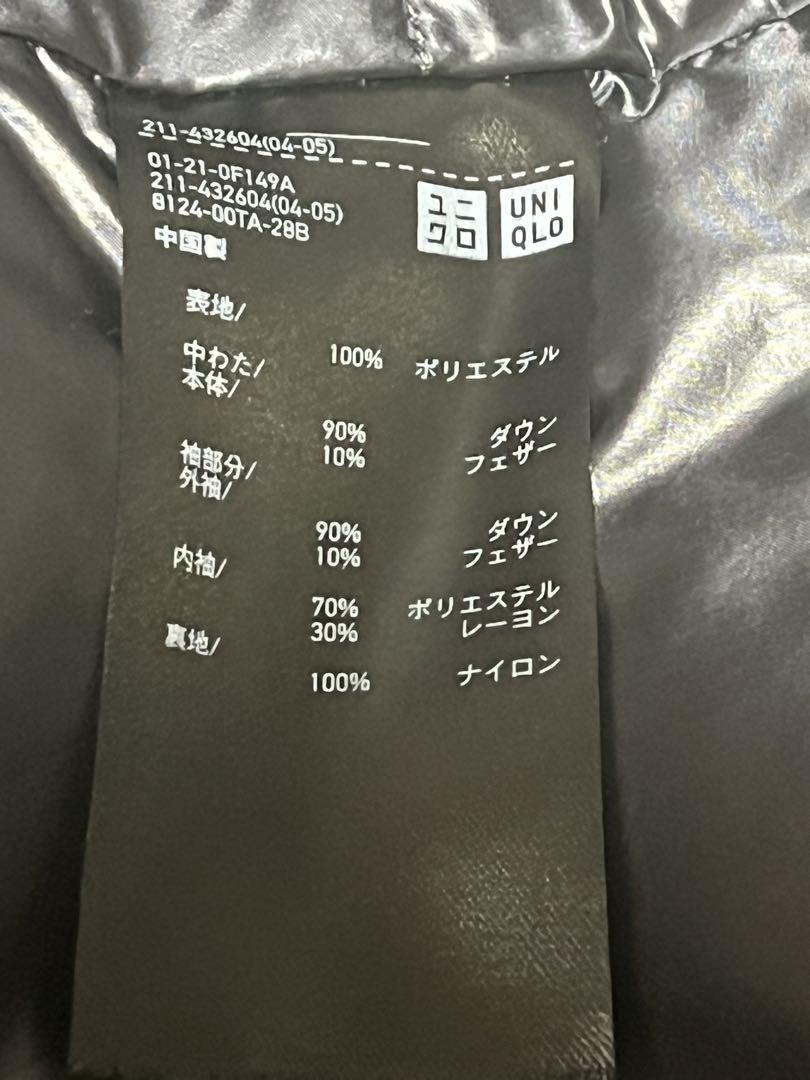 211-432604(04-05)
01-21-0F149A
211-432604(04-05)
8124-00TA-28B
中国製
ユニ
クロ
UNI
QLO
表地/
100% ポリエステル
中わた/
本体/
90% ダウン
10% フェザー
袖部分/
外袖/
90% ダウン
10% フェザー
内袖/
70% ポリエステル
30% レーヨン
裏地/
100% ナイロン